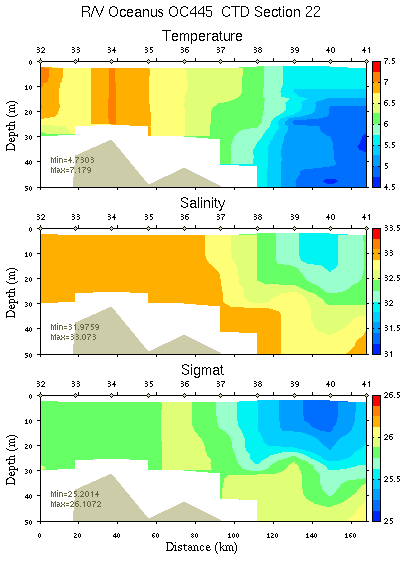 R/V Oceanus OC445 CTD Section 22
Temperature
32 33 34 35 36 37 38 39 40 41
0
10
20
30
40
50
Depth (m)
Min=4.7303
Max=7.179
7.5
7
6.5
6
5.5
5
4.5
Salinity
32 33 34 35 36 37 38 39 40 41
0
10
20
30
40
50
Depth (m)
Min=31.9759
Max=33.073
33.5
33
32.5
32
31.5
31
Sigmat
32 33 34 35 36 37 38 39 40 41
0
10
20
30
40
50
Depth (m)
Min=25.2014
Max=26.1072
26.5
26
25.5
25
0 20 40 60 80 100 120 140 160
Distance (km)